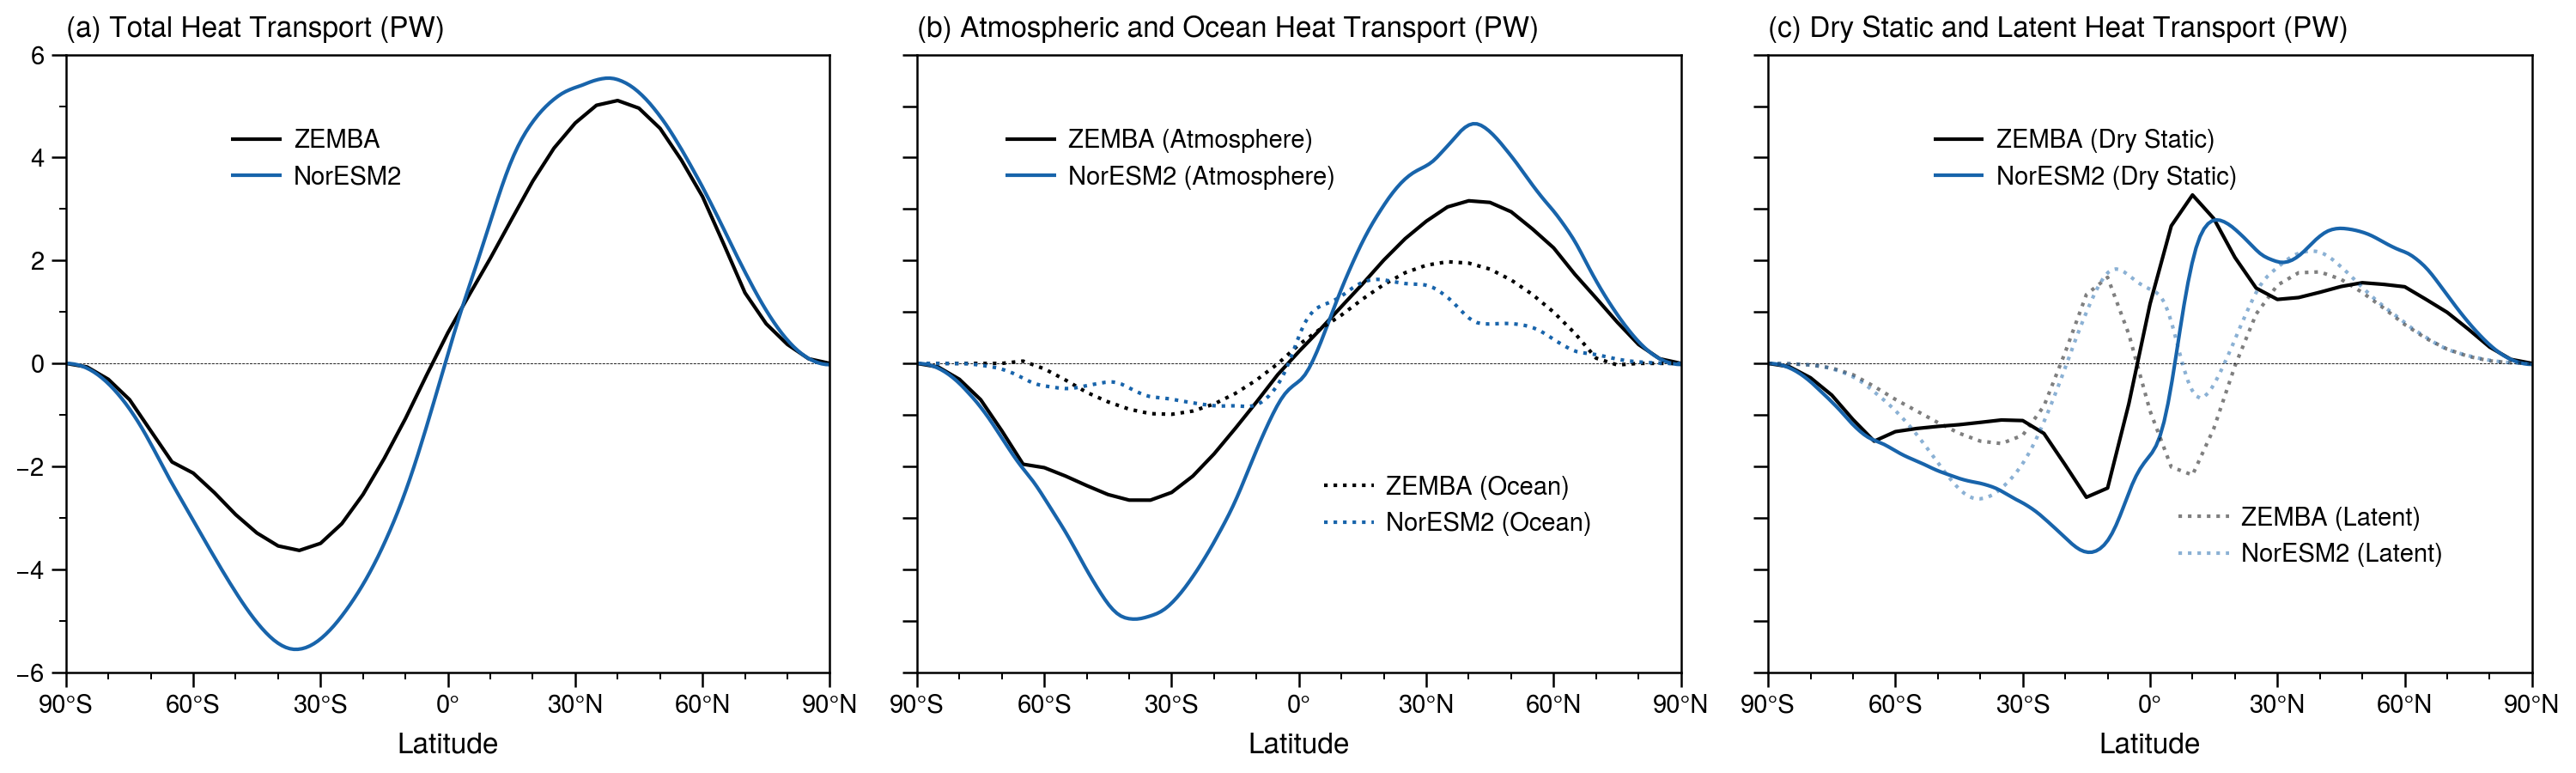 (a) Total Heat Transport (PW)
6
4
2
0
−2
−4
−6
ZEMBA
NorESM2
90°S 60°S 30°S 0° 30°N 60°N 90°N
Latitude
(b) Atmospheric and Ocean Heat Transport (PW)
ZEMBA (Atmosphere)
NorESM2 (Atmosphere)
ZEMBA (Ocean)
NorESM2 (Ocean)
90°S 60°S 30°S 0° 30°N 60°N 90°N
Latitude
(c) Dry Static and Latent Heat Transport (PW)
ZEMBA (Dry Static)
NorESM2 (Dry Static)
ZEMBA (Latent)
NorESM2 (Latent)
90°S 60°S 30°S 0° 30°N 60°N 90°N
Latitude